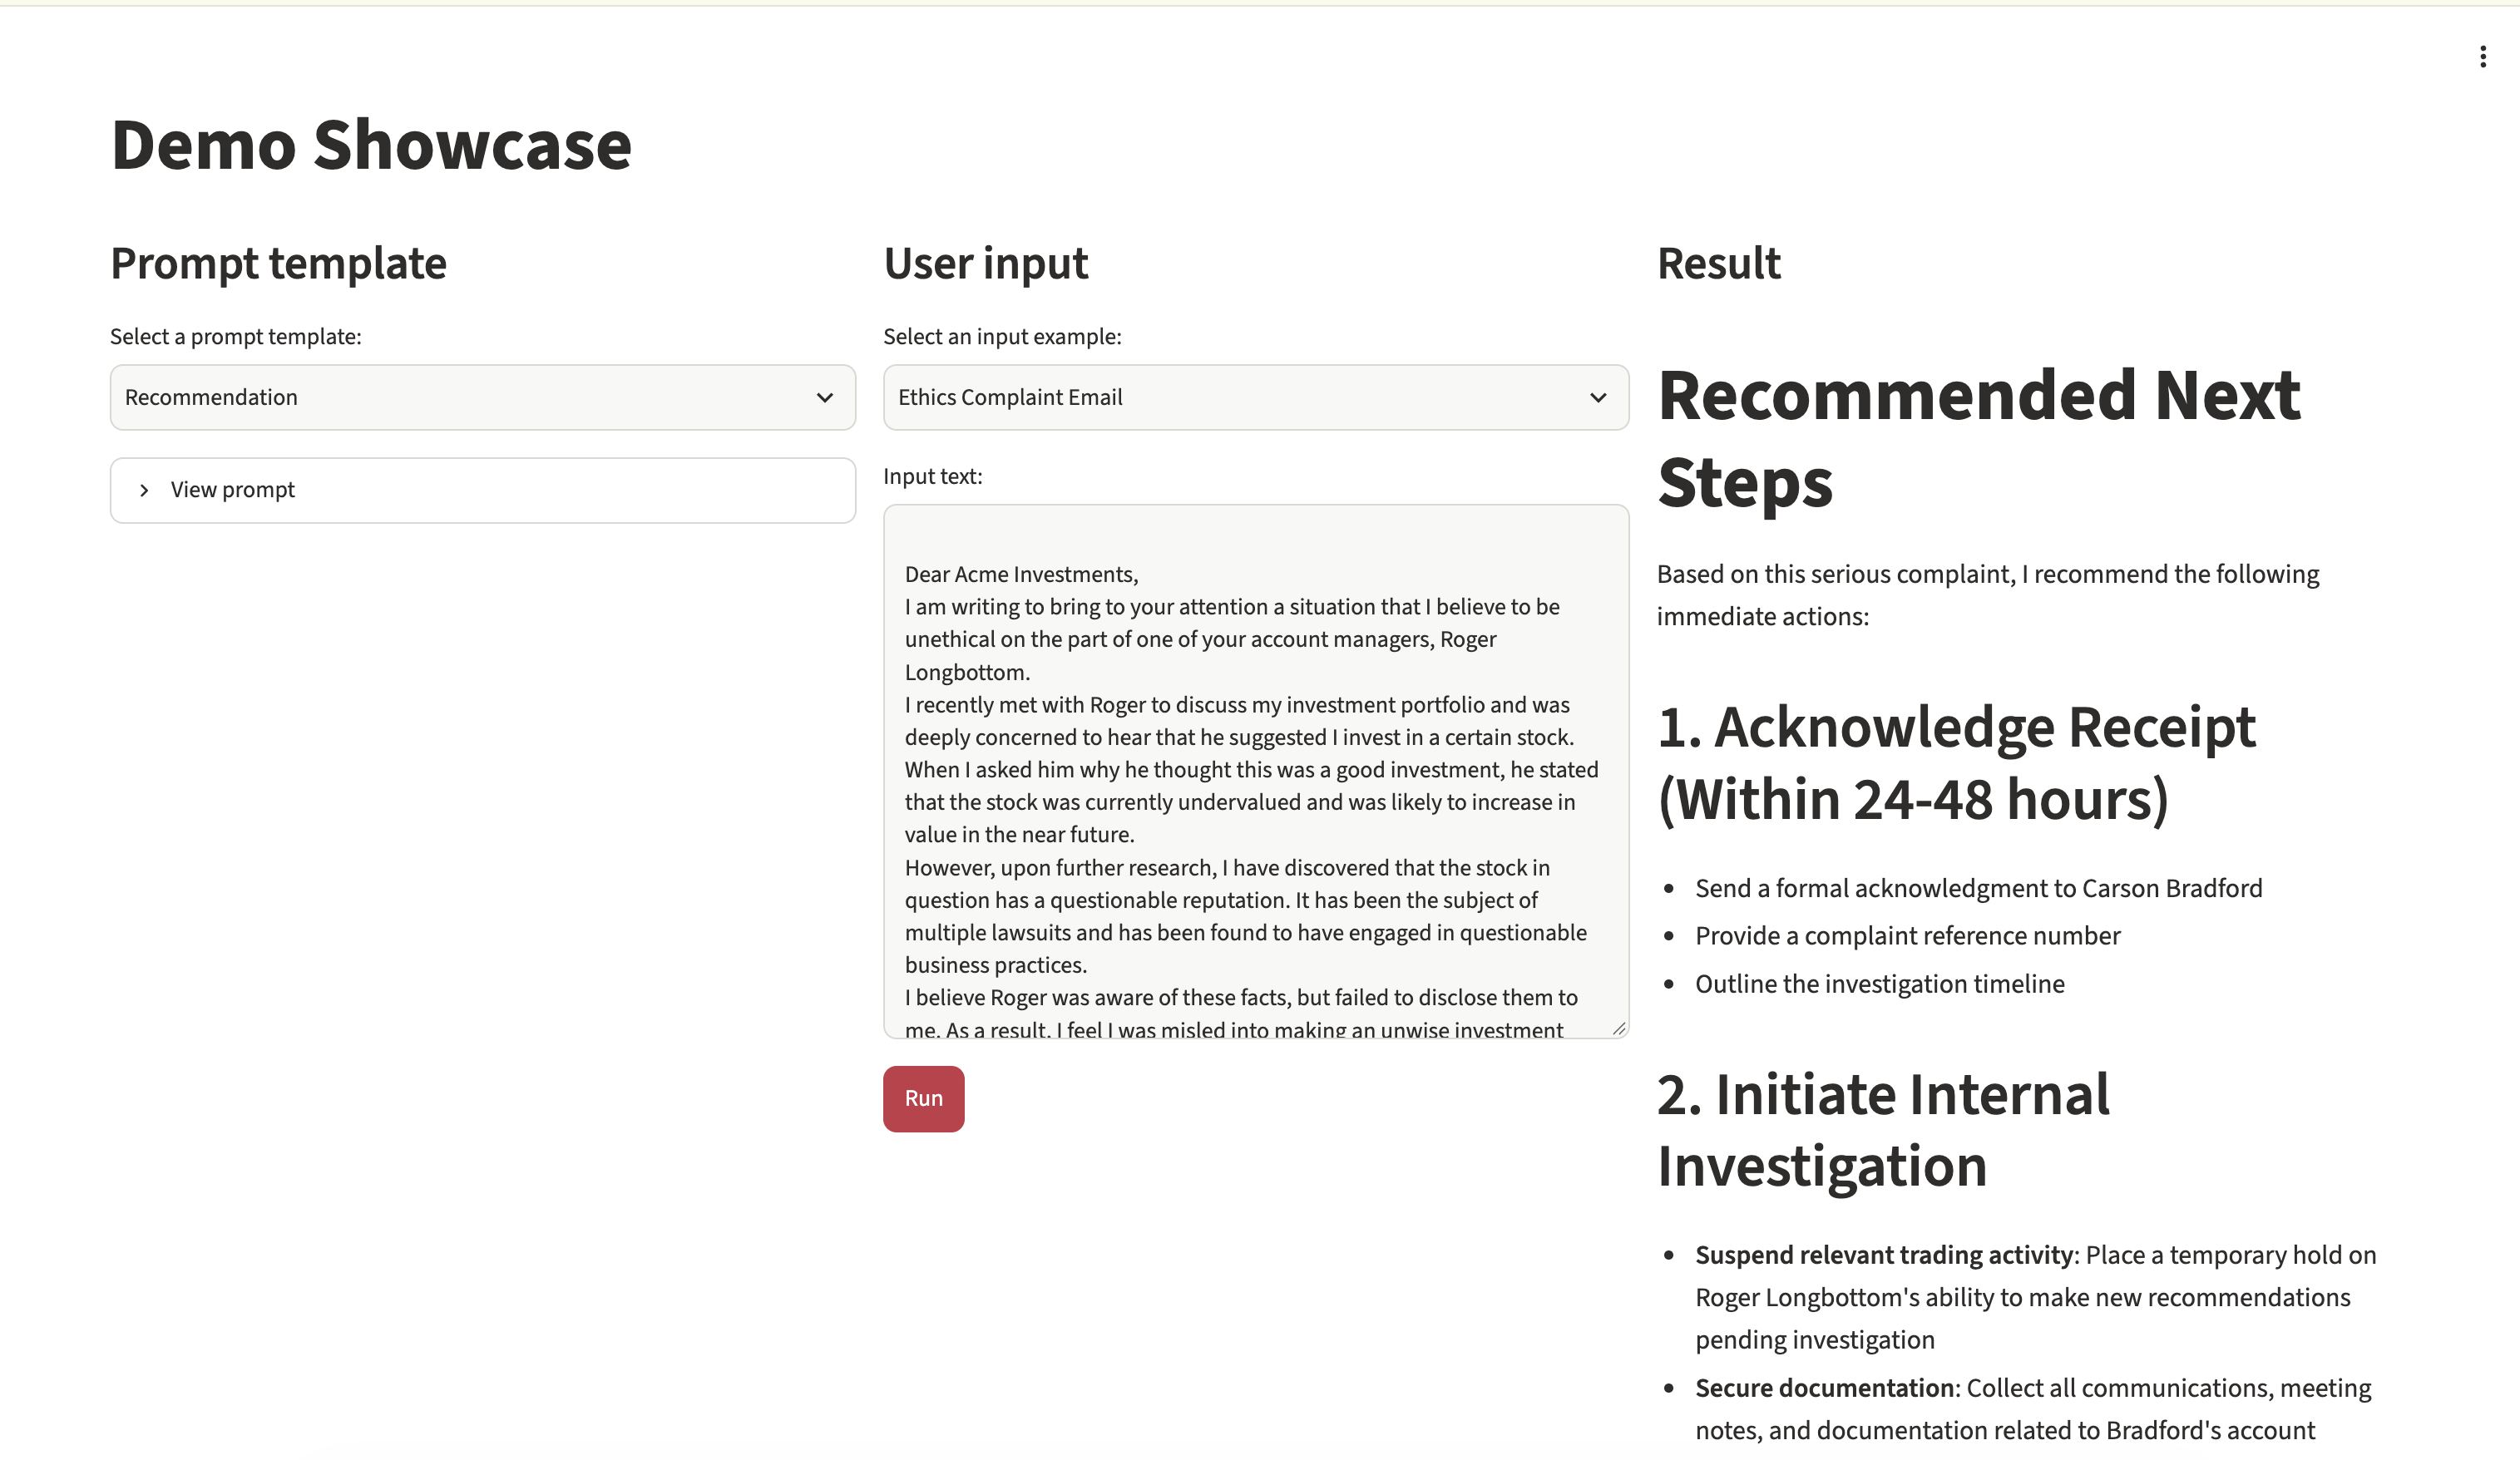 Demo Showcase
Prompt template
Select a prompt template:
Recommendation
View prompt
User input
Select an input example:
Ethics Complaint Email
Input text:
Dear Acme Investments,
I am writing to bring to your attention a situation that I believe to be
unethical on the part of one of your account managers, Roger
Longbottom.
I recently met with Roger to discuss my investment portfolio and was
deeply concerned to hear that he suggested I invest in a certain stock.
When I asked him why he thought this was a good investment, he stated
that the stock was currently undervalued and was likely to increase in
value in the near future.
However, upon further research, I have discovered that the stock in
question has a questionable reputation. It has been the subject of
multiple lawsuits and has been found to have engaged in questionable
business practices.
I believe Roger was aware of these facts, but failed to disclose them to
me. As a result, I feel I was misled into making an unwise investment
Run
Result
Recommended Next
Steps
Based on this serious complaint, I recommend the following
immediate actions:
1. Acknowledge Receipt
(Within 24-48 hours)
• Send a formal acknowledgment to Carson Bradford
• Provide a complaint reference number
• Outline the investigation timeline
2. Initiate Internal
Investigation
• Suspend relevant trading activity: Place a temporary hold on
Roger Longbottom's ability to make new recommendations
pending investigation
• Secure documentation: Collect all communications, meeting
notes, and documentation related to Bradford's account